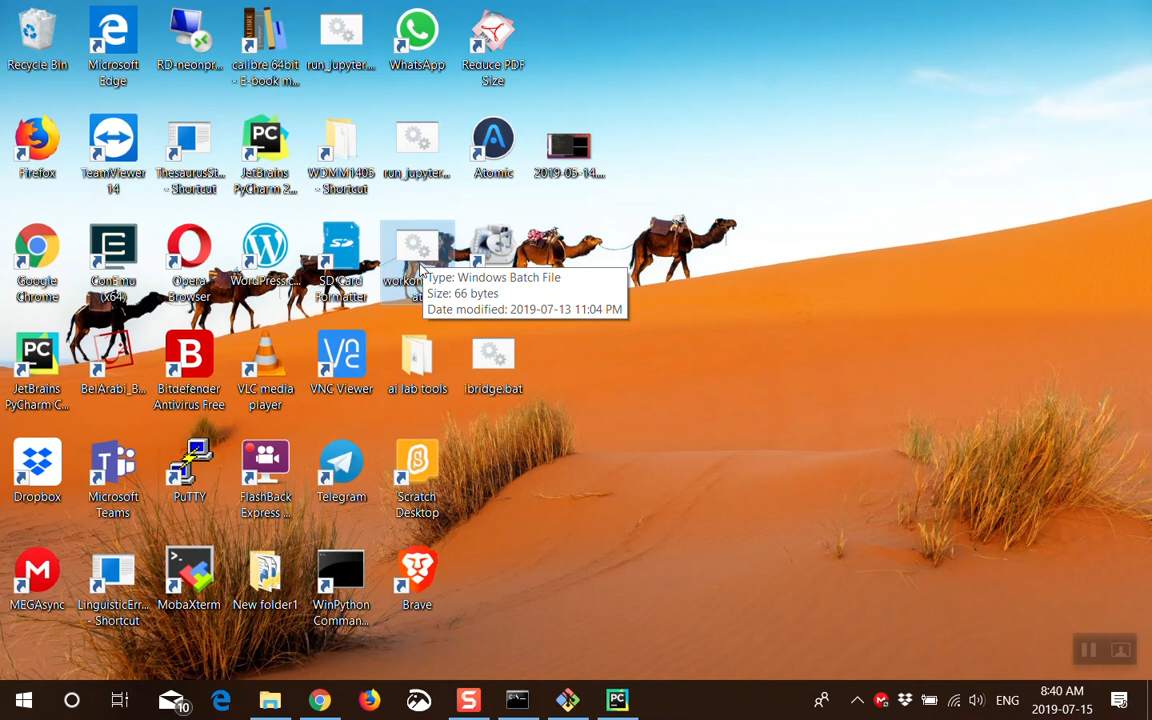 Recycle Bin
Microsoft
Edge
RD-neonpr...
calibre 64bit
- E-book m...
run_jupyter...
WhatsApp
Reduce PDF
Size
Firefox
TeamViewer
14
ThesaurusSt...
- Shortcut
JetBrains
PyCharm 2...
WDMM1405
- Shortcut
run_jupyter...
Atomic
2019-05-14...
Google
Chrome
ConEmu
(x64)
Opera
Browser
WordPress.c...
SD Card
Formatter
Type: Windows Batch File
Size: 66 bytes
Date modified: 2019-07-13 11:04 PM
JetBrains
PyCharm C...
BelArabi_B...
Bitdefender
Antivirus Free
VLC media
player
VNC Viewer
ai lab tools
ibridge.bat
Dropbox
Microsoft
Teams
PuTTY
FlashBack
Express ...
Telegram
Scratch
Desktop
MEGAsync
LinguisticErr...
- Shortcut
MobaXterm
New folder1
WinPython
Comman...
Brave
10
ENG
8:40 AM
2019-07-15